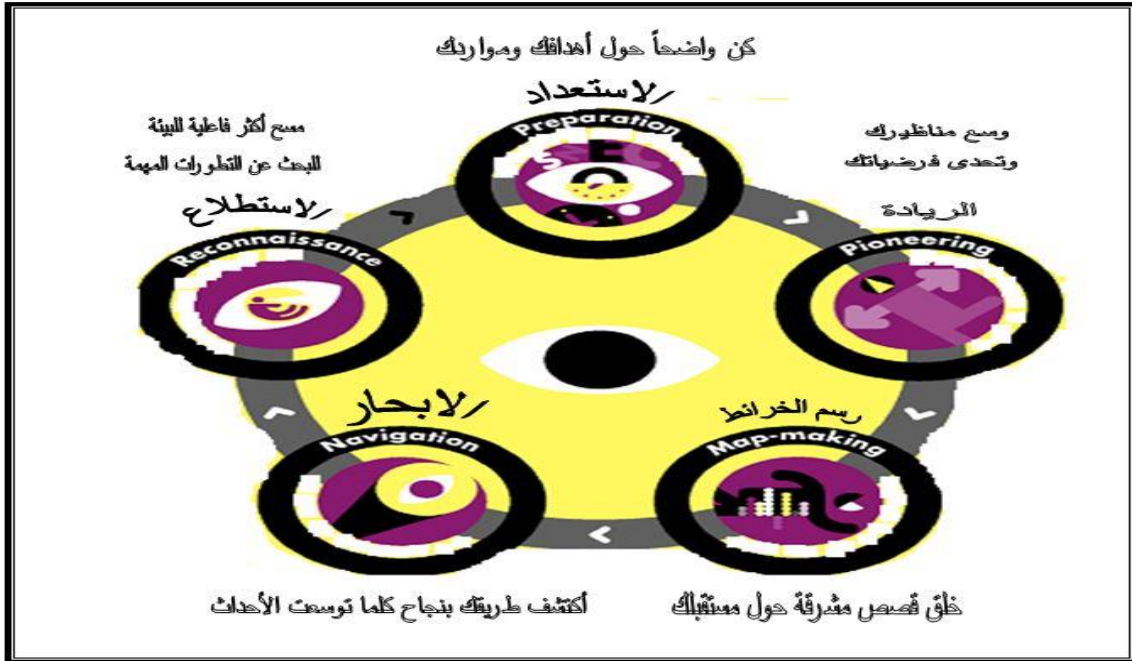 كن واضحاً حول أهدافك ومواردك
الاستعداد
Preparation
وسع مناظيرك
وتحدى فرضياتك
الريادة
Pioneering
رسم الخرائط
Map-making
خلق قصص مشرقة حول مستقبلك
الابحار
Navigation
أكتشف طريقك بنجاح كلما توسعت الأحداث
مسح أكثر فاعلية للبيئة
للبحث عن التطورات المهمة
الاستطلاع
Reconnaissance